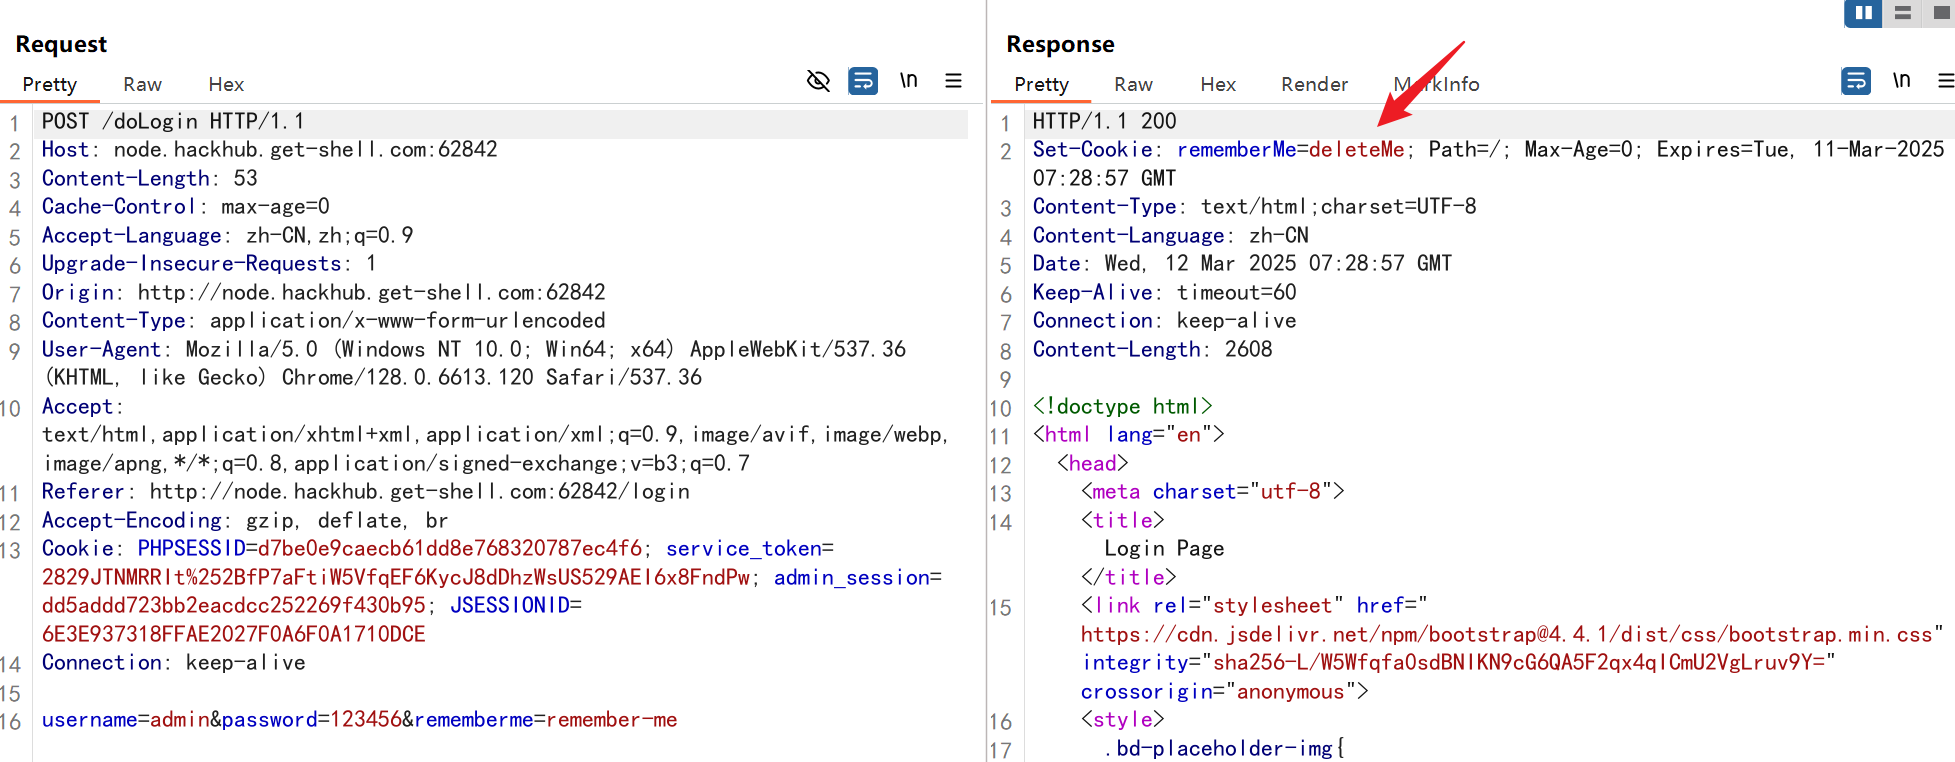 Request
Pretty Raw Hex \n
1 POST /doLogin HTTP/1.1
2 Host: node.hackhub.get-shell.com:62842
3 Content-Length: 53
4 Cache-Control: max-age=0
5 Accept-Language: zh-CN,zh;q=0.9
6 Upgrade-Insecure-Requests: 1
7 Origin: http://node.hackhub.get-shell.com:62842
8 Content-Type: application/x-www-form-urlencoded
9 User-Agent: Mozilla/5.0 (Windows NT 10.0; Win64; x64) AppleWebKit/537.36
(KHTML, like Gecko) Chrome/128.0.6613.120 Safari/537.36
10 Accept:
text/html,application/xhtml+xml,application/xml;q=0.9,image/avif,image/webp,
image/apng,*/*;q=0.8,application/signed-exchange;v=b3;q=0.7
11 Referer: http://node.hackhub.get-shell.com:62842/login
12 Accept-Encoding: gzip, deflate, br
13 Cookie: PHPSESSID=d7be0e9caecb61dd8e768320787ec4f6; service_token=
2829JTNMRRIt%252BfP7aFtiW5VfqEF6KycJ8dDhzWsUS529AEI6x8FndPw; admin_session=
dd5addd723bb2eacdcc252269f430b95; JSESSIONID=
6E3E937318FFAE2027F0A6F0A1710DCE
14 Connection: keep-alive
15
16 username=admin&password=123456&rememberme=remember-me
Response
Pretty Raw Hex Render MarkInfo \n
1 HTTP/1.1 200
2 Set-Cookie: rememberMe=deleteMe; Path=/; Max-Age=0; Expires=Tue, 11-Mar-2025
07:28:57 GMT
3 Content-Type: text/html;charset=UTF-8
4 Content-Language: zh-CN
5 Date: Wed, 12 Mar 2025 07:28:57 GMT
6 Keep-Alive: timeout=60
7 Connection: keep-alive
8 Content-Length: 2608
9
10 <!doctype html>
11 <html lang="en">
12 <head>
13 <meta charset="utf-8">
14 <title>
Login Page
</title>
15 <link rel="stylesheet" href="
https://cdn.jsdelivr.net/npm/bootstrap@4.4.1/dist/css/bootstrap.min.css"
integrity="sha256-L/W5Wfqfa0sdBNIKN9cG6QA5F2qx4qICmU2VgLruv9Y="
crossorigin="anonymous">
16 <style>
17 .bd-placeholder-img{